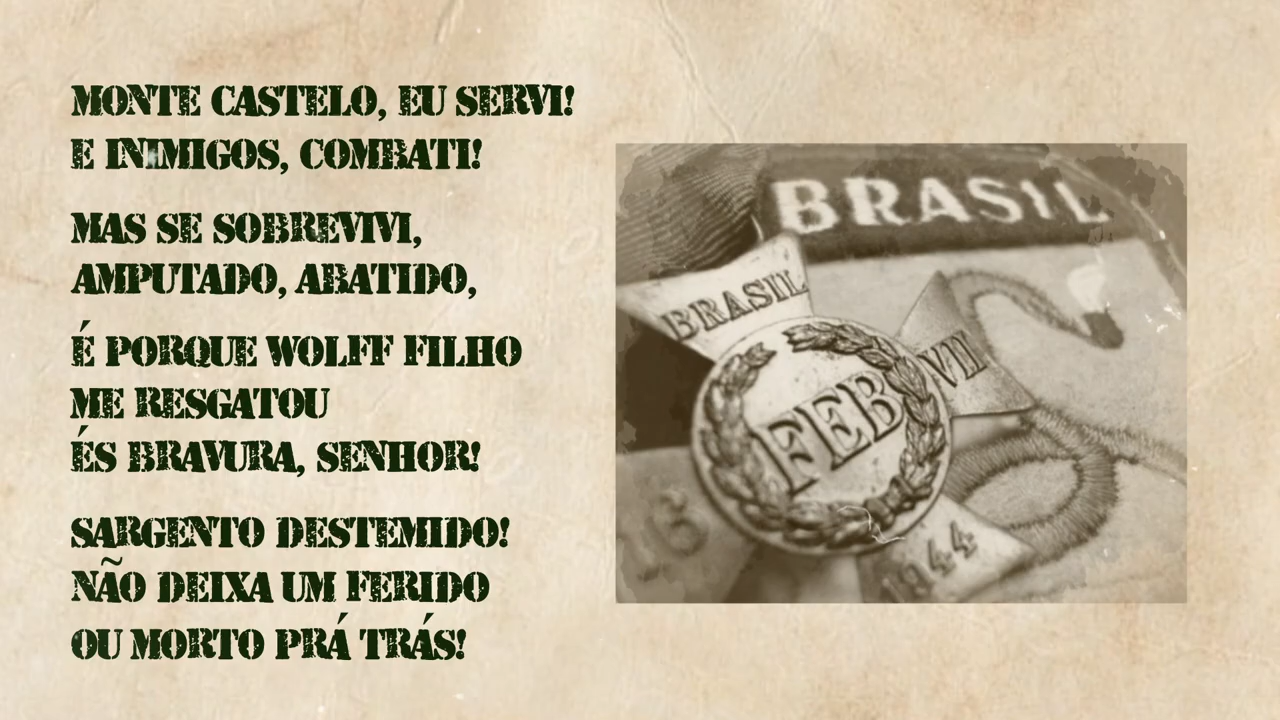 MONTE CASTELO, EU SERVI!
E INIMIGOS, COMBATI!
MAS SE SOBREVIVI,
AMPUTADO, ABATIDO,
É PORQUE WOLFF FILHO
ME RESGATOU
ÉS BRAVURA, SENHOR!
SARGENTO DESTEMIDO!
NÃO DEIXA UM FERIDO
OU MORTO PRÁ TRÁS!
BRASIL
BRASIL
FEB
VII
1944